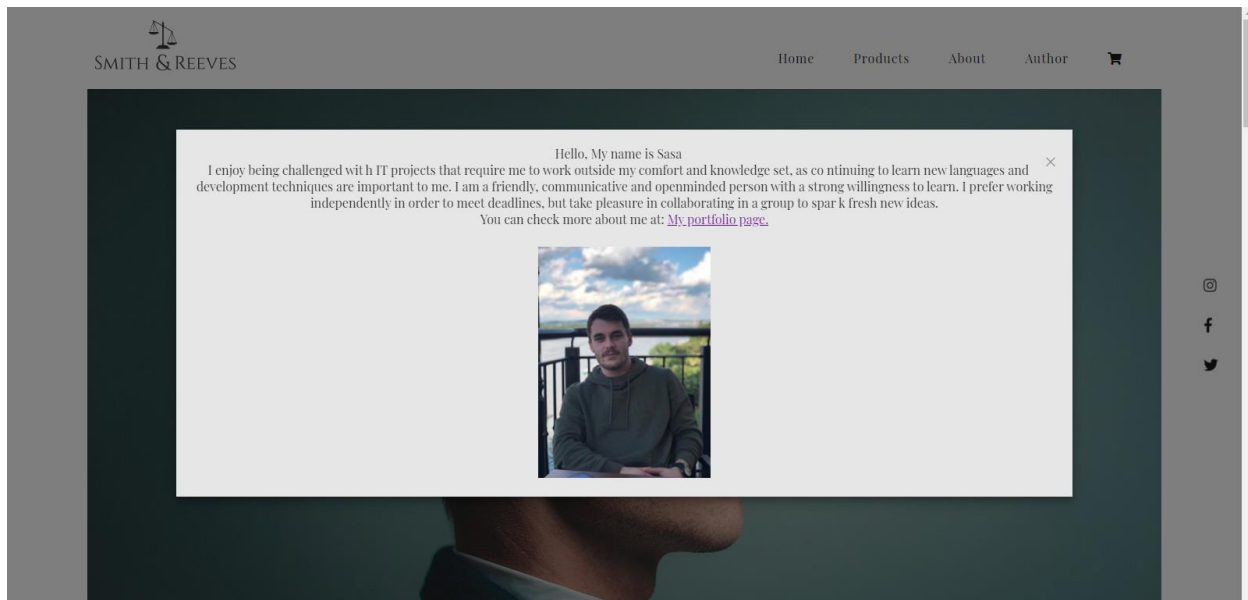 SMITH & REEVES
Home Products About Author
Hello, My name is Sasa
I enjoy being challenged wit h IT projects that require me to work outside my comfort and knowledge set, as co ntinuing to learn new languages and
development techniques are important to me. I am a friendly, communicative and openminded person with a strong willingness to learn. I prefer working
independently in order to meet deadlines, but take pleasure in collaborating in a group to spar k fresh new ideas.
You can check more about me at: My portfolio page.